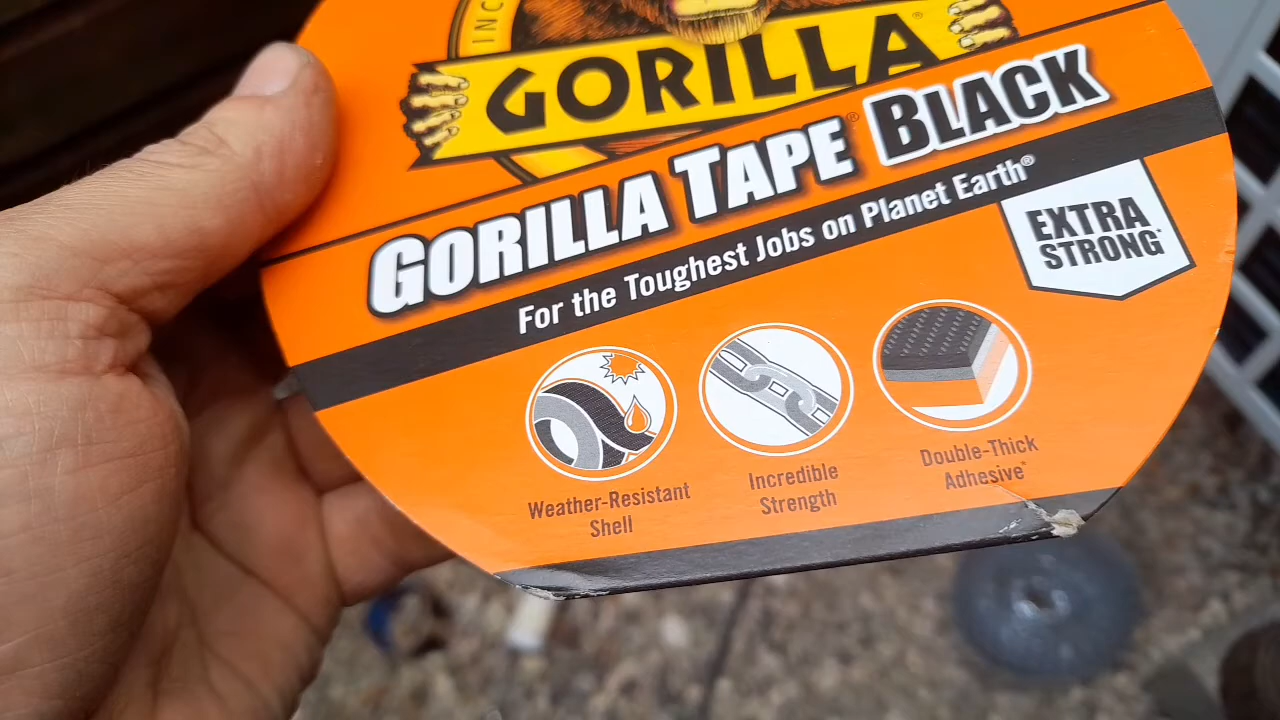 INC
GORILLA®
GORILLA TAPE® BLACK
For the Toughest Jobs on Planet Earth®
EXTRA
STRONG*
Weather-Resistant
Shell
Incredible
Strength
Double-Thick
Adhesive*